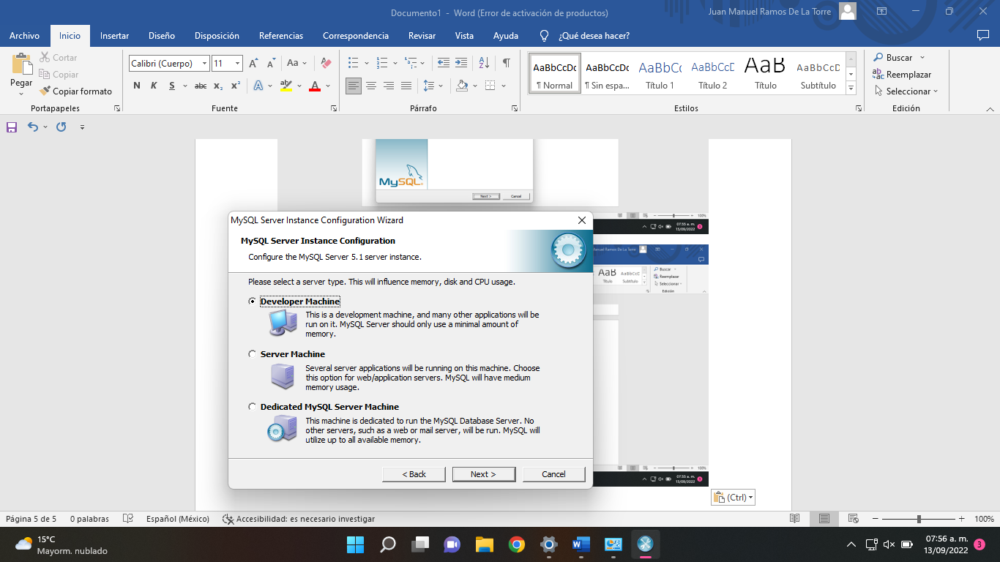 Documento1 - Word (Error de activación de productos)
Juan Manuel Ramos De La Torre
Archivo Inicio Insertar Diseño Disposición Referencias Correspondencia Revisar Vista Ayuda ¿Qué desea hacer?
Pegar
Cortar
Copiar
Copiar formato
Portapapeles
Calibri (Cuerpo) 11
N K S abc x₂ x²
Fuente
Párrafo
AaBbCcDc AaBbCcDc AaBbCc AaBbCcD AaB AaBbCcD
¶ Normal ¶ Sin espa... Título 1 Título 2 Título Subtítulo
Estilos
Buscar
Reemplazar
Seleccionar
Edición
MySQL
Next > Cancel
100%
07:55 a. m.
13/09/2022
MySQL Server Instance Configuration Wizard
MySQL Server Instance Configuration
Configure the MySQL Server 5.1 server instance.
Please select a server type. This will influence memory, disk and CPU usage.
Developer Machine
This is a development machine, and many other applications will be
run on it. MySQL Server should only use a minimal amount of
memory.
Server Machine
Several server applications will be running on this machine. Choose
this option for web/application servers. MySQL will have medium
memory usage.
Dedicated MySQL Server Machine
This machine is dedicated to run the MySQL Database Server. No
other servers, such as a web or mail server, will be run. MySQL will
utilize up to all available memory.
< Back Next > Cancel
Manuel Ramos De La Torre
AaB AaBbCcD
Título Subtítulo
Buscar
Reemplazar
Seleccionar
Edición
100%
07:55 a. m.
13/09/2022
(Ctrl)
Página 5 de 5 0 palabras Español (México) Accesibilidad: es necesario investigar 100%
15°C
Mayorm. nublado
07:56 a. m.
13/09/2022
3